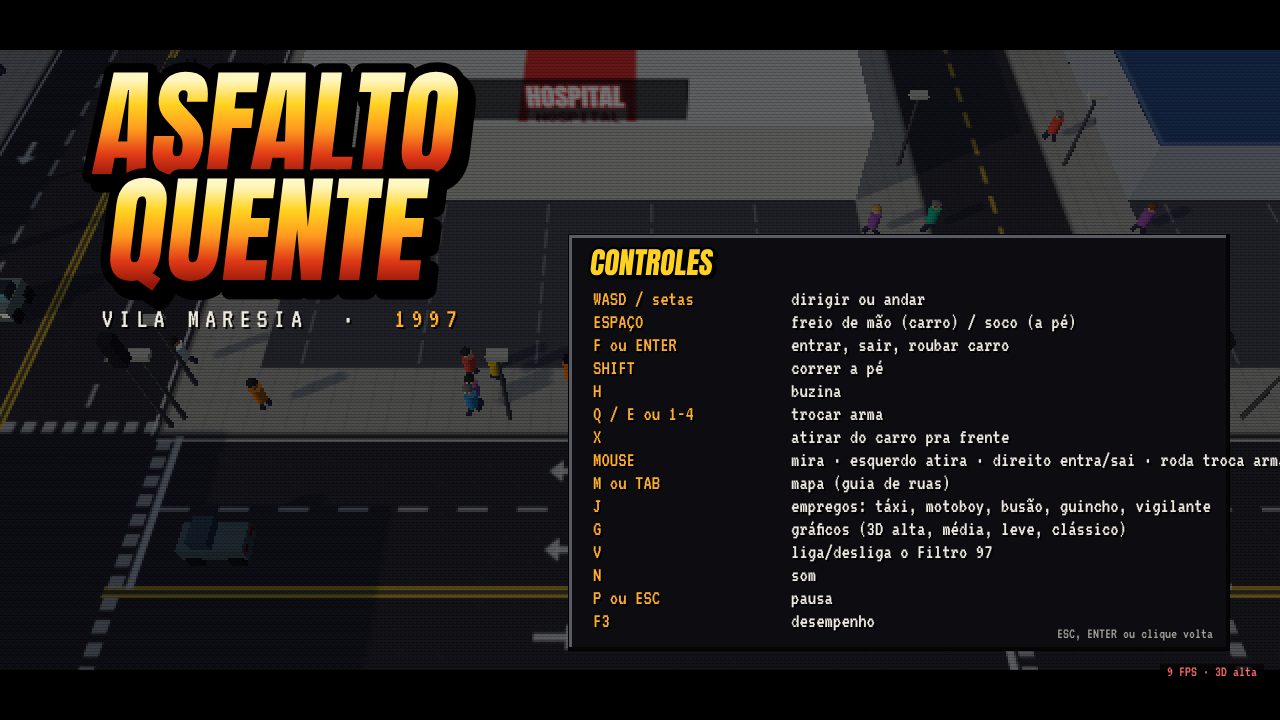 HOSPITAL
ASFALTO
QUENTE
VILA MARESIA · 1997
CONTROLES
WASD / setas dirigir ou andar
ESPAÇO freio de mão (carro) / soco (a pé)
F ou ENTER entrar, sair, roubar carro
SHIFT correr a pé
H buzina
Q / E ou 1-4 trocar arma
X atirar do carro pra frente
MOUSE mira · esquerdo atira · direito entra/sai · roda troca arm
M ou TAB mapa (guia de ruas)
J empregos: táxi, motoboy, busão, guincho, vigilante
G gráficos (3D alta, média, leve, clássico)
V liga/desliga o Filtro 97
N som
P ou ESC pausa
F3 desempenho
ESC, ENTER ou clique volta
9 FPS · 3D alta